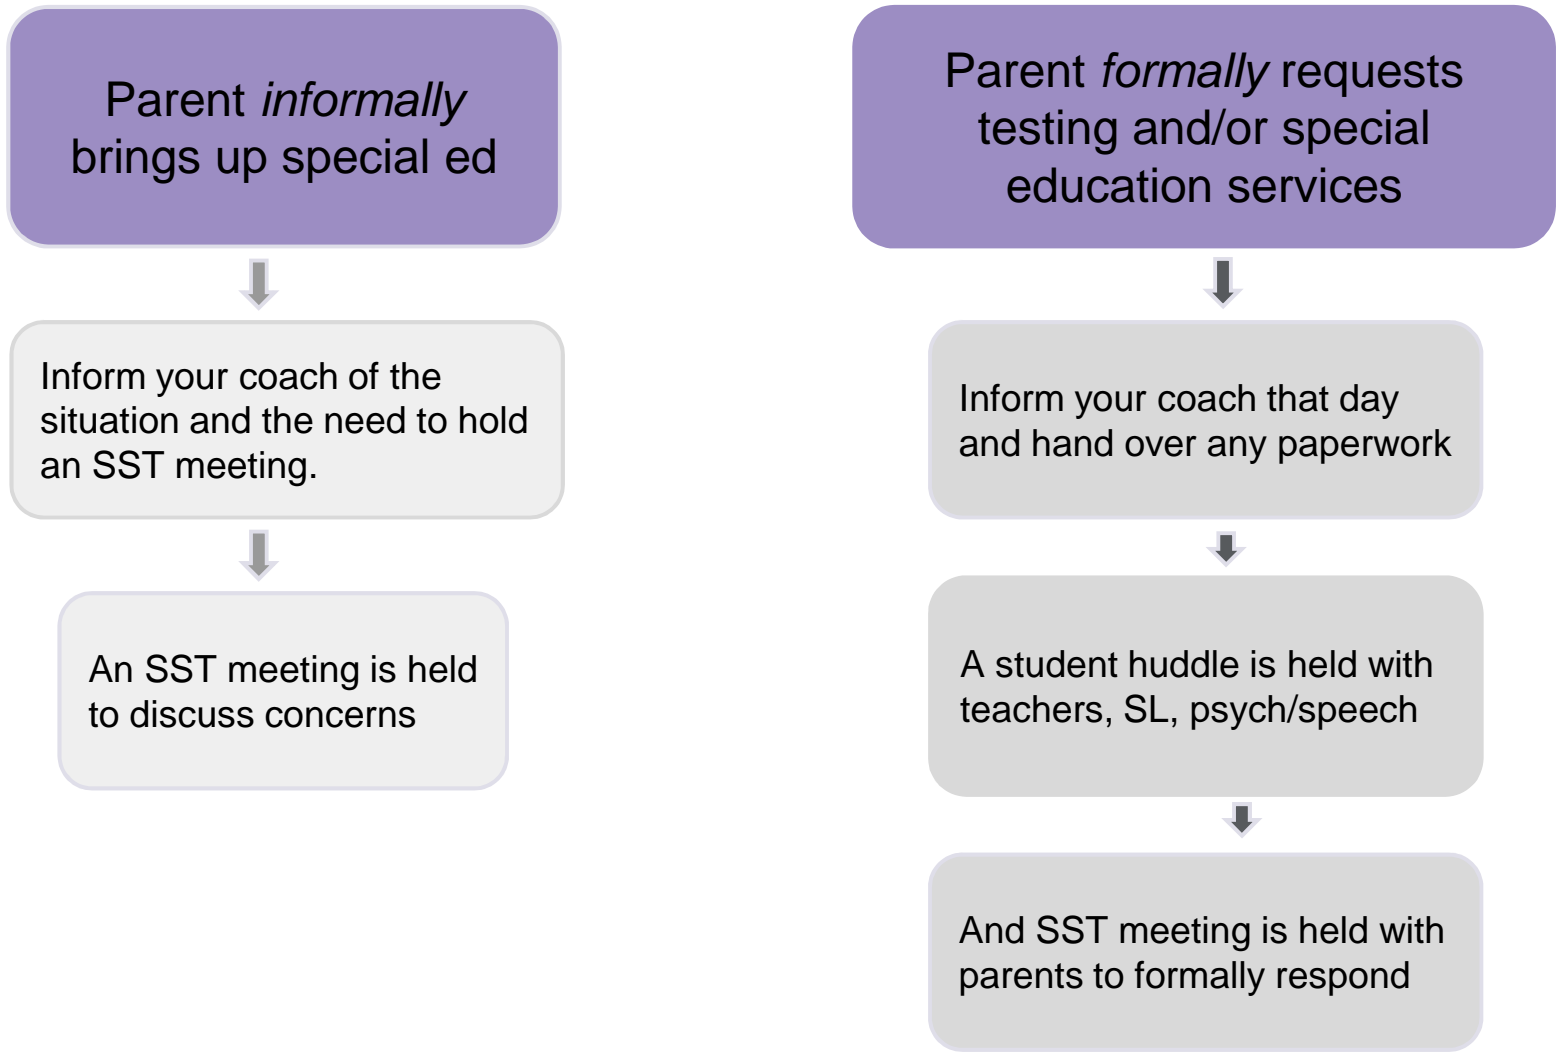 Parent informally
brings up special ed
Inform your coach of the
situation and the need to hold
an SST meeting.
An SST meeting is held
to discuss concerns
Parent formally requests
testing and/or special
education services
Inform your coach that day
and hand over any paperwork
A student huddle is held with
teachers, SL, psych/speech
And SST meeting is held with
parents to formally respond